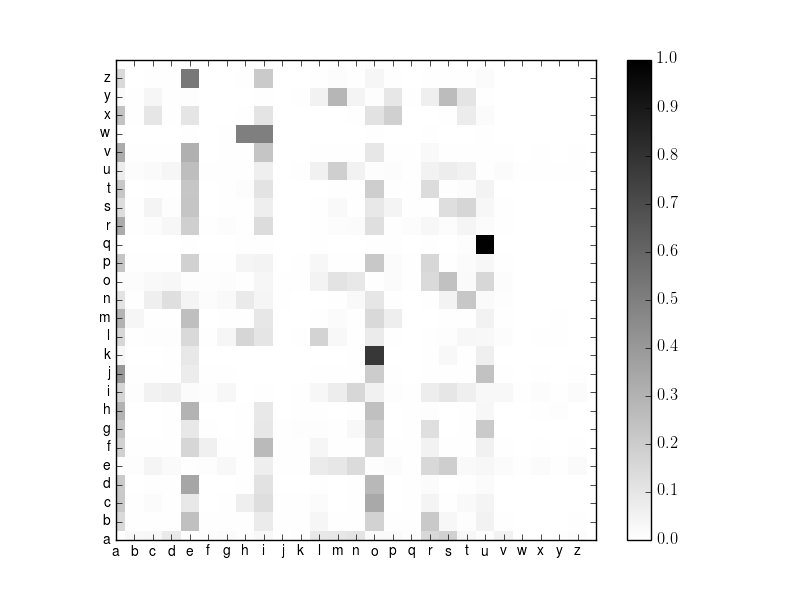 z
y
x
w
v
u
t
s
r
q
p
o
n
m
l
k
j
i
h
g
f
e
d
c
b
a
a b c d e f g h i j k l m n o p q r s t u v w x y z
1.0
0.9
0.8
0.7
0.6
0.5
0.4
0.3
0.2
0.1
0.0